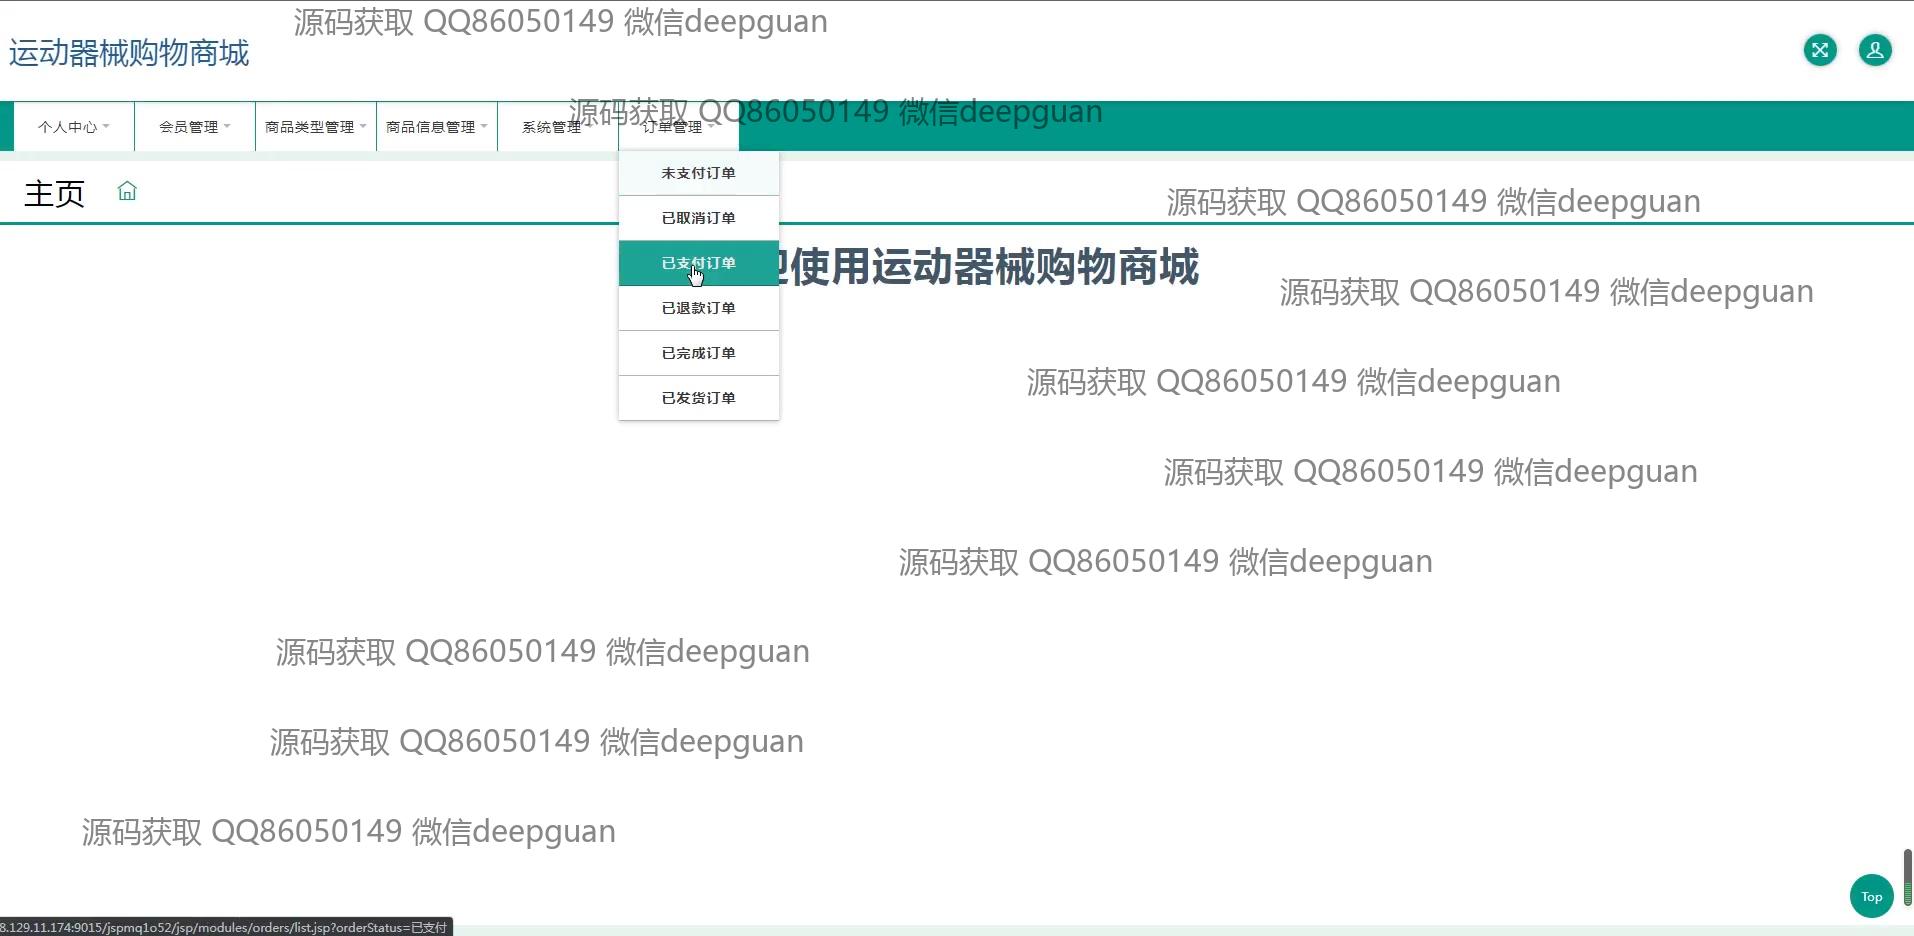 源码获取 QQ86050149 微信deepguan
运动器械购物商城
源码获取 QQ86050149 微信deepguan
个人中心
会员管理
商品类型管理
商品信息管理
系统管理
订单管理
未支付订单
主页
源码获取 QQ86050149 微信deepguan
已取消订单
已支付订单
使用运动器械购物商城
源码获取 QQ86050149 微信deepguan
已退款订单
已完成订单
源码获取 QQ86050149 微信deepguan
已发货订单
源码获取 QQ86050149 微信deepguan
源码获取 QQ86050149 微信deepguan
源码获取 QQ86050149 微信deepguan
源码获取 QQ86050149 微信deepguan
源码获取 QQ86050149 微信deepguan
Top
8.129.11.174:9015/jspmq1o52/jsp/modules/orders/list.jsp?orderStatus=已支付